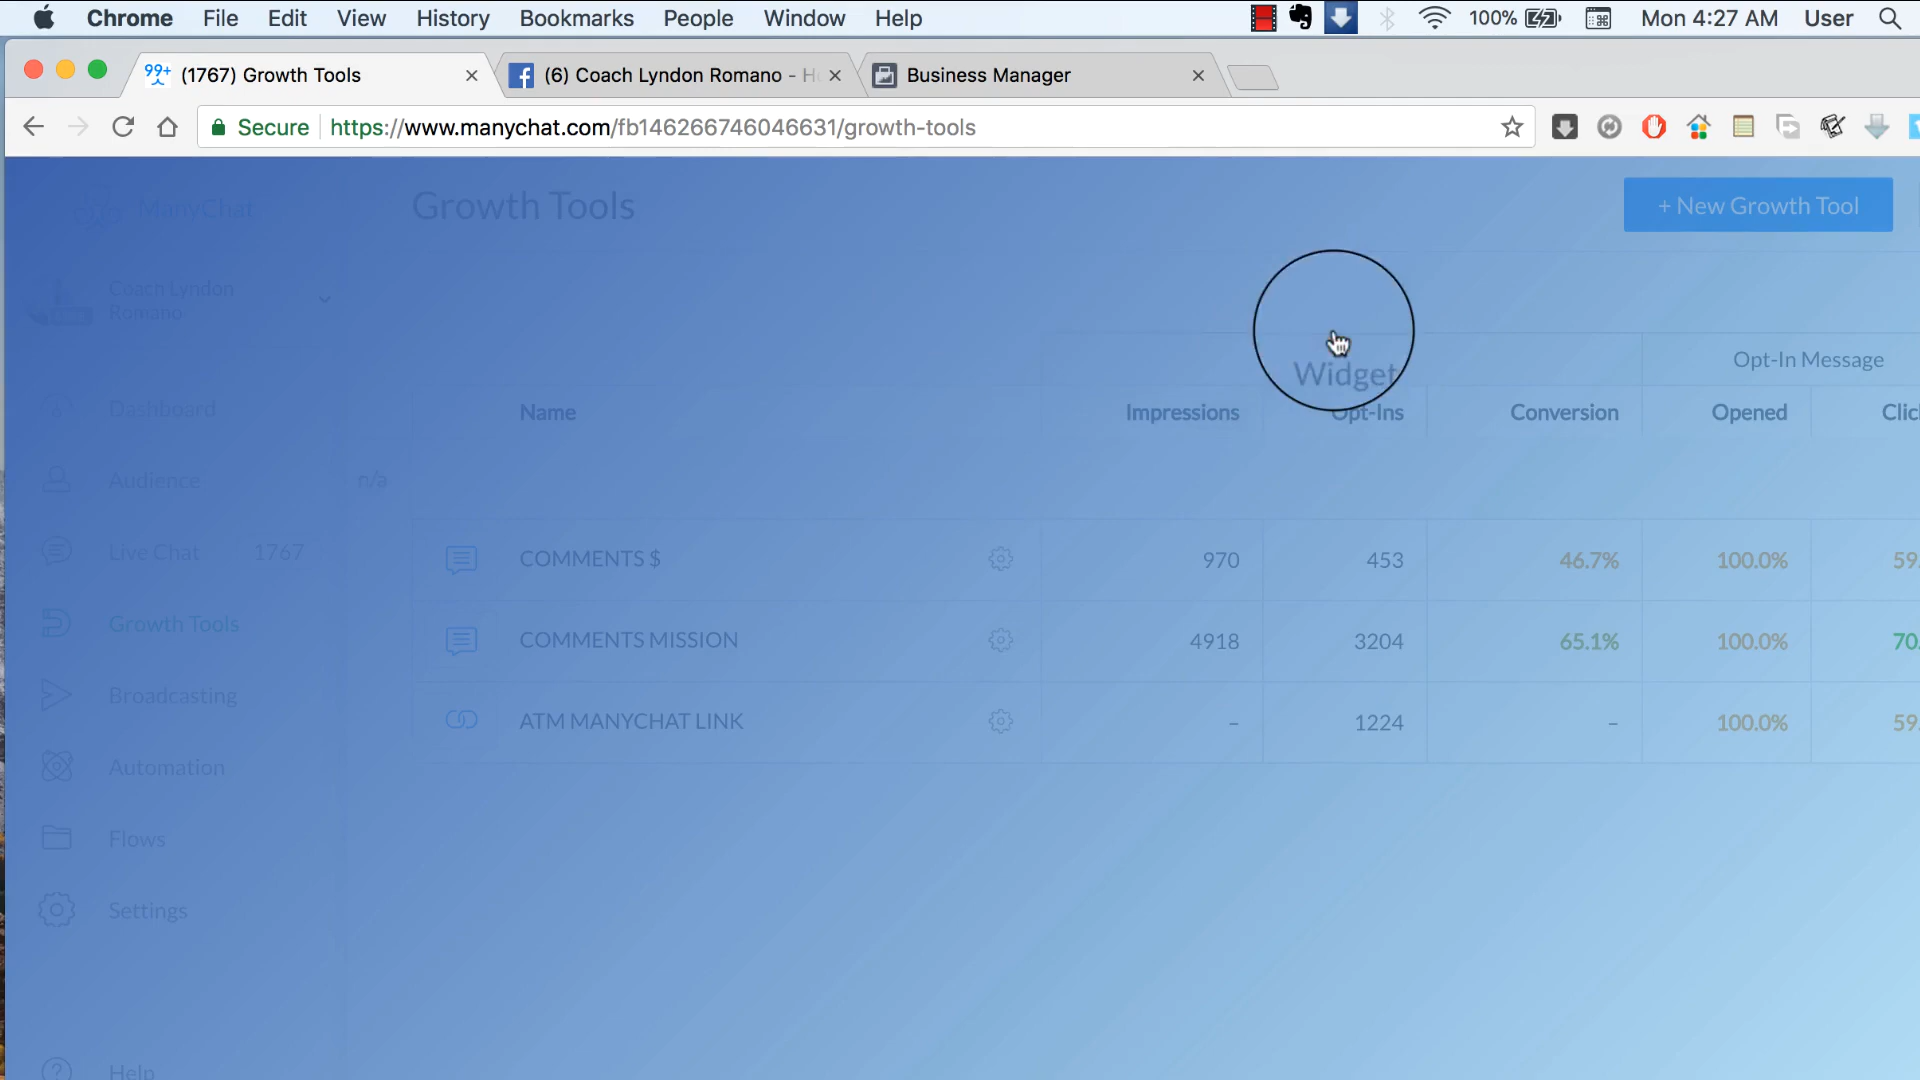 Chrome File Edit View History Bookmarks People Window Help 100% Mon 4:27 AM User
99+ (1767) Growth Tools (6) Coach Lyndon Romano - H Business Manager
Secure https://www.manychat.com/fb146266746046631/growth-tools
ManyChat Growth Tools + New Growth Tool
Coach Lyndon
Romano
Widget Opt-In Message
Name Impressions Opt-Ins Conversion Opened Clic
Dashboard
Audience n/a
Live Chat 1767
COMMENTS $ 970 453 46.7% 100.0% 59.
Growth Tools
COMMENTS MISSION 4918 3204 65.1% 100.0% 70.
Broadcasting
ATM MANYCHAT LINK – 1224 – 100.0% 59.
Automation
Flows
Settings
Help